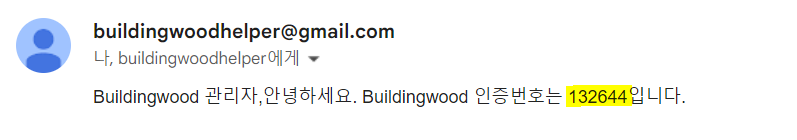 buildingwoodhelper@gmail.com
나, buildingwoodhelper에게
Buildingwood 관리자,안녕하세요. Buildingwood 인증번호는 132644입니다.